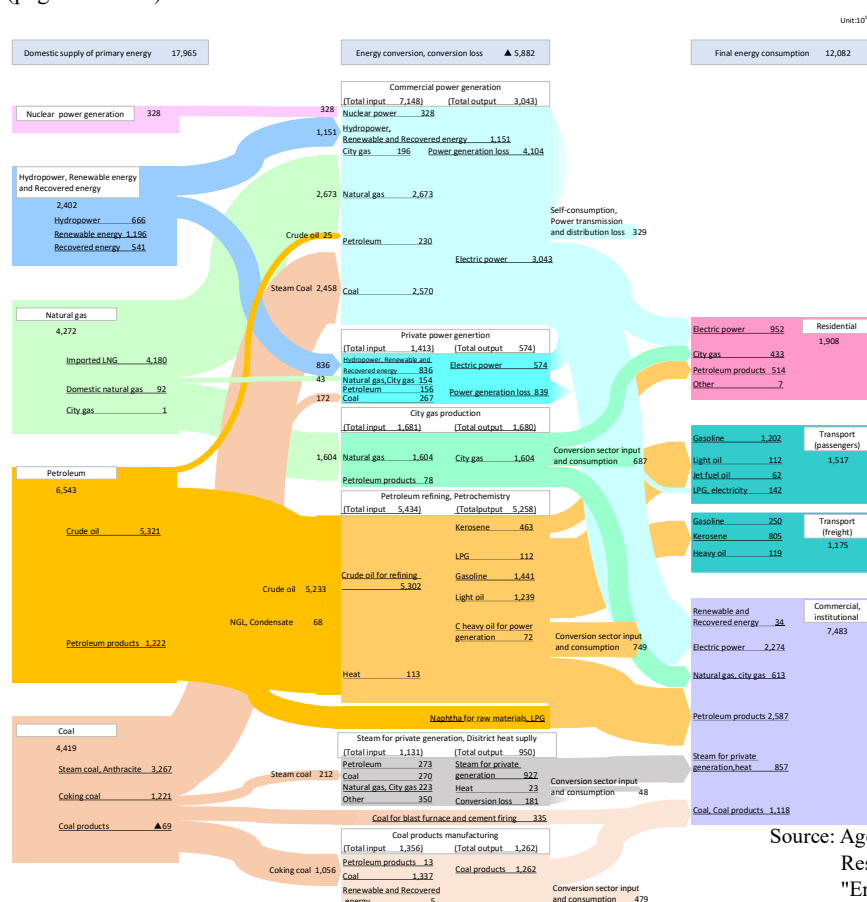 Unit:10
Domestic supply of primary energy 17,965
Energy conversion, conversion loss ▲ 5,882
Final energy consumption 12,082
Commercial power generation
(Total input 7,148) (Total output 3,043)
Nuclear power generation 328
328
Nuclear power 328
1,151
Hydropower,
Renewable and Recovered energy 1,151
City gas 196 Power generation loss 4,104
Hydropower, Renewable energy
and Recovered energy
2,402
Hydropower 666
Renewable energy 1,196
Recovered energy 541
2,673
Natural gas 2,673
Crude oil 25
Petroleum 230
Self-consumption,
Power transmission
and distribution loss 329
Electric power 3,043
Steam Coal 2,458
Coal 2,570
Natural gas
4,272
Imported LNG 4,180
Domestic natural gas 92
City gas 1
Private power genertion
(Total input 1,413) (Total output 574)
836
Hydropower, Renewable and
Recovered energy 836
Electric power 574
43
Natural gas,City gas 154
Petroleum 156
Power generation loss 839
172
Coal 267
Electric power 952
Residential
1,908
City gas 433
Petroleum products 514
Other 7
City gas production
(Total input 1,681) (Total output 1,680)
1,604
Natural gas 1,604
City gas 1,604
Conversion sector input
and consumption 687
Petroleum products 78
Gasoline 1,202
Transport
(passengers)
1,517
Light oil 112
Jet fuel oil 62
LPG, electricity 142
Petroleum
6,543
Crude oil 5,321
Petroleum products 1,222
Petroleum refining, Petrochemistry
(Total input 5,434) (Totalputput 5,258)
Kerosene 463
LPG 112
Crude oil 5,233
Crude oil for refining
5,302
Gasoline 1,441
Light oil 1,239
NGL, Condensate 68
C heavy oil for power
generation 72
Conversion sector input
and consumption 749
Heat 113
Naphtha for raw materials, LPG
Gasoline 250
Transport
(freight)
1,175
Kerosene 805
Heavy oil 119
Renewable and
Recovered energy 34
Commercial,
institutional
7,483
Electric power 2,274
Natural gas, city gas 613
Petroleum products 2,587
Steam for private
generation,heat 857
Coal, Coal products 1,118
Coal
4,419
Steam coal, Anthracite 3,267
Coking coal 1,221
Coal products ▲69
Steam for private generation, Disitrict heat suplly
(Total input 1,131) (Total output 950)
Petroleum 273
Steam for private
generation 927
Steam coal 212
Coal 270
Natural gas, City gas 223
Heat 23
Other 350
Conversion loss 181
Conversion sector input
and consumption 48
Coal for blast furnace and cement firing 335
Coal products manufacturing
(Total input 1,356) (Total output 1,262)
Coking coal 1,056
Petroleum products 13
Coal 1,337
Coal products 1,262
Renewable and Recovered
energy 5
Conversion sector input
and consumption 479
Source: Age
Res
"En